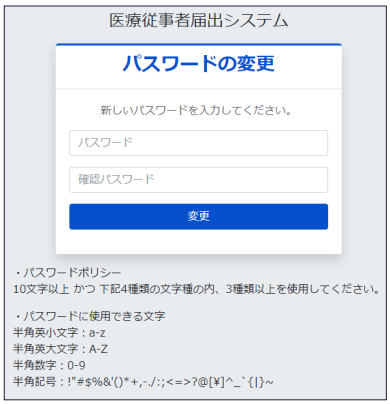 医療従事者届出システム
パスワードの変更
新しいパスワードを入力してください。
パスワード
確認パスワード
変更
・パスワードポリシー
10文字以上 かつ 下記4種類の文字種の内、3種類以上を使用してください。
・パスワードに使用できる文字
半角英小文字：a-z
半角英大文字：A-Z
半角数字：0-9
半角記号：!"#$%&'()*+,-./:;<=>?@[¥]^_`{|}~